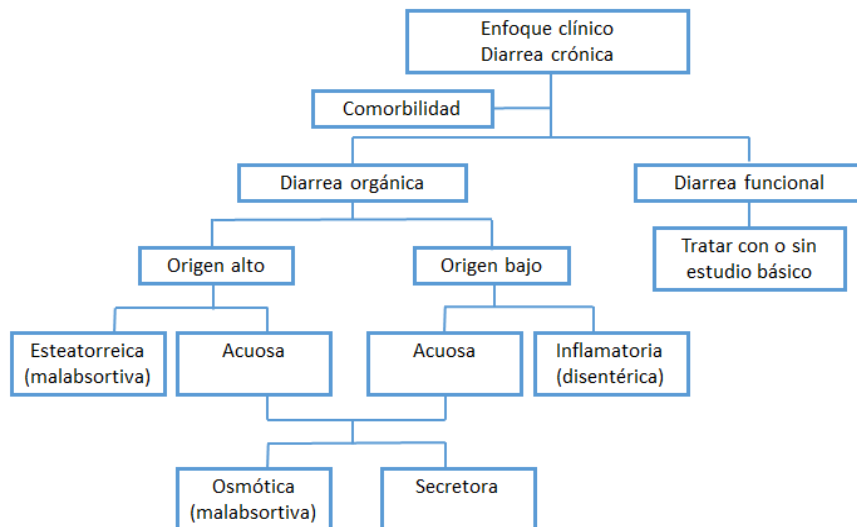 Enfoque clínico
Diarrea crónica
Comorbilidad
Diarrea orgánica
Diarrea funcional
Origen alto
Origen bajo
Tratar con o sin
estudio básico
Esteatorreica
(malabsortiva)
Acuosa
Acuosa
Inflamatoria
(disentérica)
Osmótica
(malabsortiva)
Secretora